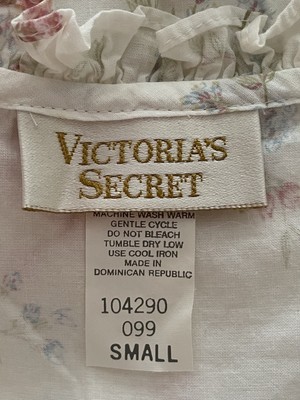 VICTORIA'S
SECRET
MACHINE WASH WARM
GENTLE CYCLE
DO NOT BLEACH
TUMBLE DRY LOW
USE COOL IRON
MADE IN
DOMINICAN REPUBLIC
104290
099
SMALL